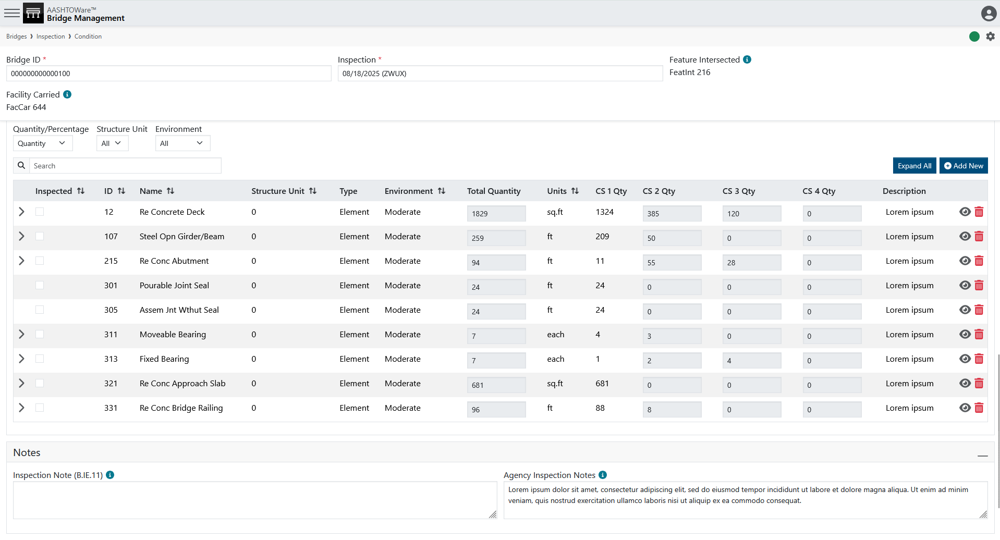 AASHTOWare™
Bridge Management
Bridges ❯ Inspection ❯ Condition
Bridge ID *
000000000000100
Inspection *
08/18/2025 (ZWUX)
Feature Intersected
FeatInt 216
Facility Carried
FacCar 644
Quantity/Percentage Structure Unit Environment
Quantity All All
Search
Expand All Add New
Inspected ID Name Structure Unit Type Environment Total Quantity Units CS 1 Qty CS 2 Qty CS 3 Qty CS 4 Qty Description
12 Re Concrete Deck 0 Element Moderate 1829 sq.ft 1324 385 120 0 Lorem ipsum
107 Steel Opn Girder/Beam 0 Element Moderate 259 ft 209 50 0 0 Lorem ipsum
215 Re Conc Abutment 0 Element Moderate 94 ft 11 55 28 0 Lorem ipsum
301 Pourable Joint Seal 0 Element Moderate 24 ft 24 0 0 0 Lorem ipsum
305 Assem Jnt Wthut Seal 0 Element Moderate 24 ft 24 0 0 0 Lorem ipsum
311 Moveable Bearing 0 Element Moderate 7 each 4 3 0 0 Lorem ipsum
313 Fixed Bearing 0 Element Moderate 7 each 1 2 4 0 Lorem ipsum
321 Re Conc Approach Slab 0 Element Moderate 681 sq.ft 681 0 0 0 Lorem ipsum
331 Re Conc Bridge Railing 0 Element Moderate 96 ft 88 8 0 0 Lorem ipsum
Notes
Inspection Note (B.IE.11)
Agency Inspection Notes
Lorem ipsum dolor sit amet, consectetur adipiscing elit, sed do eiusmod tempor incididunt ut labore et dolore magna aliqua. Ut enim ad minim
veniam, quis nostrud exercitation ullamco laboris nisi ut aliquip ex ea commodo consequat.